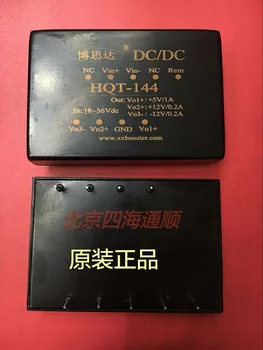 博思达 DC/DC
NC Vin+ Vin- NC Rem
HQT-144
Out: Vo1+:+5V/1A
In:18~36Vdc Vo2+:+12V/0.2A
Vo3-:-12V/0.2A
Vo3- Vo2+ GND Vo1+
www.xxbooster.com
北京四海通顺
原装正品